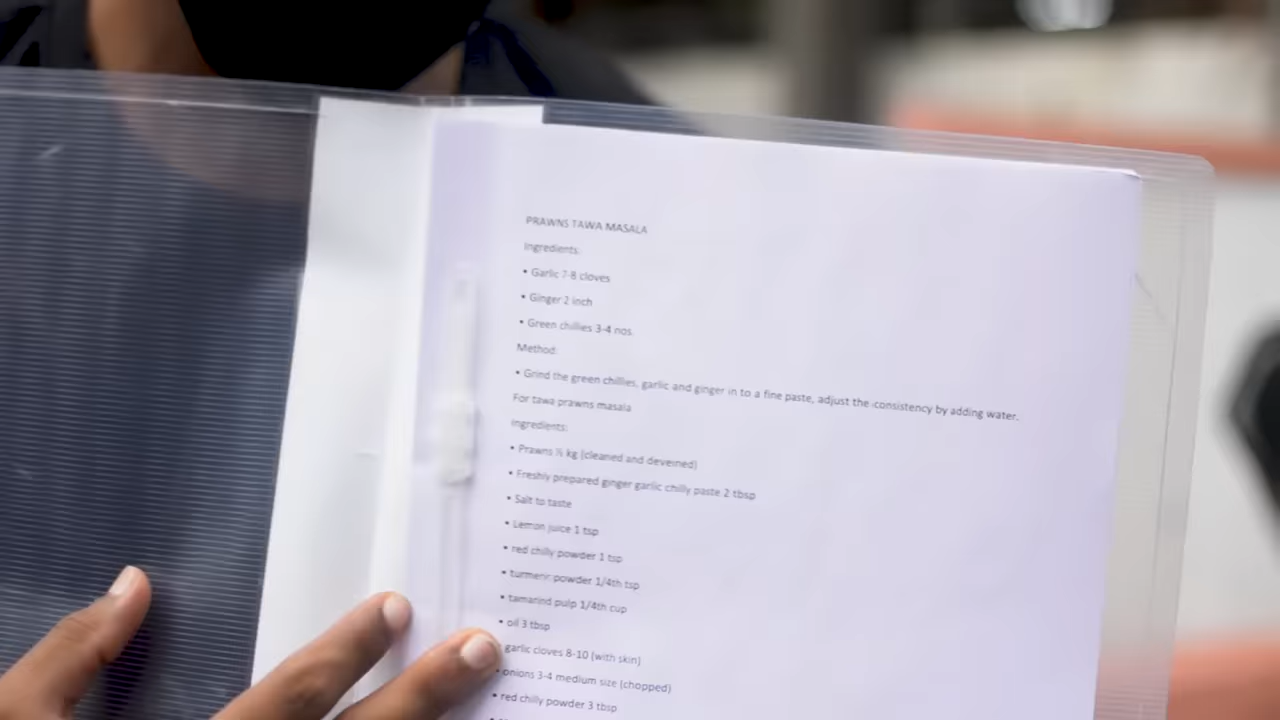 PRAWNS TAWA MASALA
Ingredients:
• Garlic 7-8 cloves
• Ginger 2 inch
• Green chillies 3-4 nos.
Method:
• Grind the green chillies, garlic and ginger in to a fine paste, adjust the consistency by adding water.
For tawa prawns masala
Ingredients:
• Prawns ½ kg (cleaned and deveined)
• Freshly prepared ginger garlic chilly paste 2 tbsp
• Salt to taste
• Lemon juice 1 tsp
• red chilly powder 1 tsp
• turmeric powder 1/4th tsp
• tamarind pulp 1/4th cup
• oil 3 tbsp
garlic cloves 8-10 (with skin)
• onions 3-4 medium size (chopped)
• red chilly powder 3 tbsp